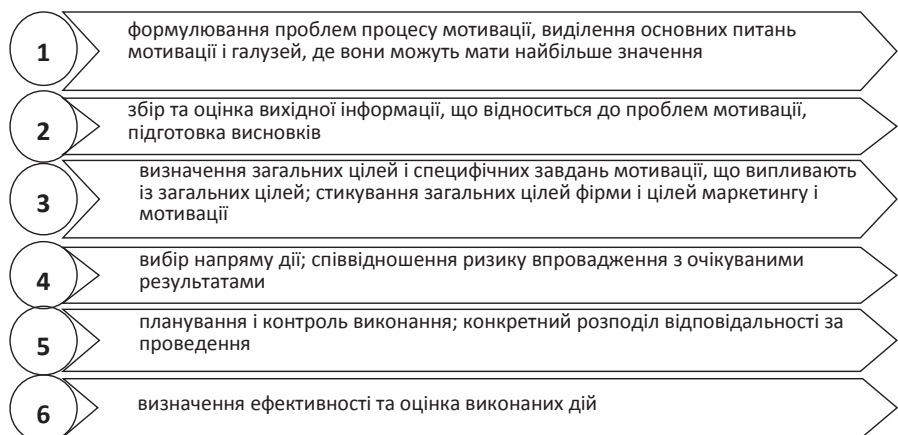 1
формулювання проблем процесу мотивації, виділення основних питань
мотивації і галузей, де вони можуть мати найбільше значення
2
збір та оцінка вихідної інформації, що відноситься до проблем мотивації,
підготовка висновків
3
визначення загальних цілей і специфічних завдань мотивації, що випливають
із загальних цілей; стикування загальних цілей фірми і цілей маркетингу і
мотивації
4
вибір напряму дії; співвідношення ризику впровадження з очікуваними
результатами
5
планування і контроль виконання; конкретний розподіл відповідальності за
проведення
6
визначення ефективності та оцінка виконаних дій